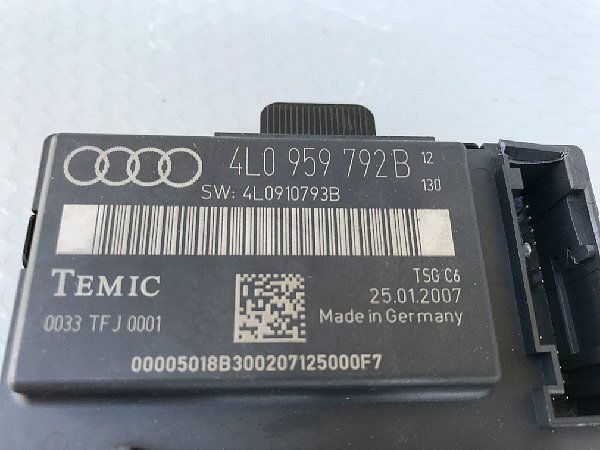 4L0 959 792B 12
130
SW: 4L0910793B
TEMIC
TSG C6
25.01.2007
0033 TFJ 0001
Made in Germany
00005018B300207125000F7